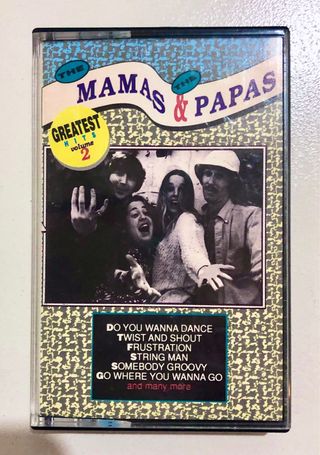 THE MAMAS & THE PAPAS
GREATEST
HITS
volume
2
DO YOU WANNA DANCE
TWIST AND SHOUT
FRUSTRATION
STRING MAN
SOMEBODY GROOVY
GO WHERE YOU WANNA GO
and many more